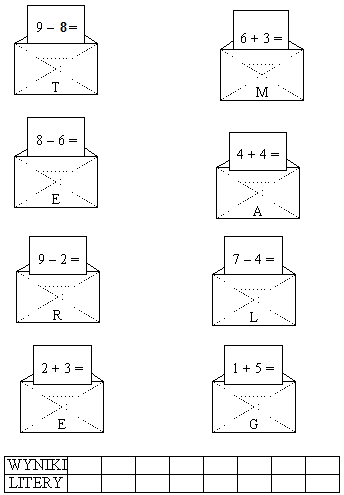 9 – 8 =
T
6 + 3 =
M
8 – 6 =
E
4 + 4 =
A
9 – 2 =
R
7 – 4 =
L
2 + 3 =
E
1 + 5 =
G
WYNIKI
LITERY